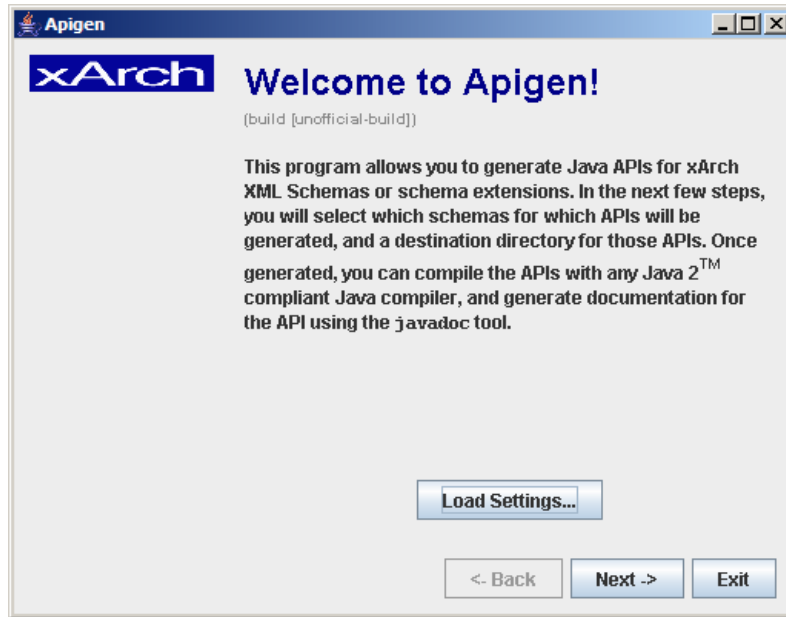 Apigen
xArch
Welcome to Apigen!
(build [unofficial-build])
This program allows you to generate Java APIs for xArch
XML Schemas or schema extensions. In the next few steps,
you will select which schemas for which APIs will be
generated, and a destination directory for those APIs. Once
generated, you can compile the APIs with any Java 2TM
compliant Java compiler, and generate documentation for
the API using the javadoc tool.
Load Settings...
<- Back Next -> Exit